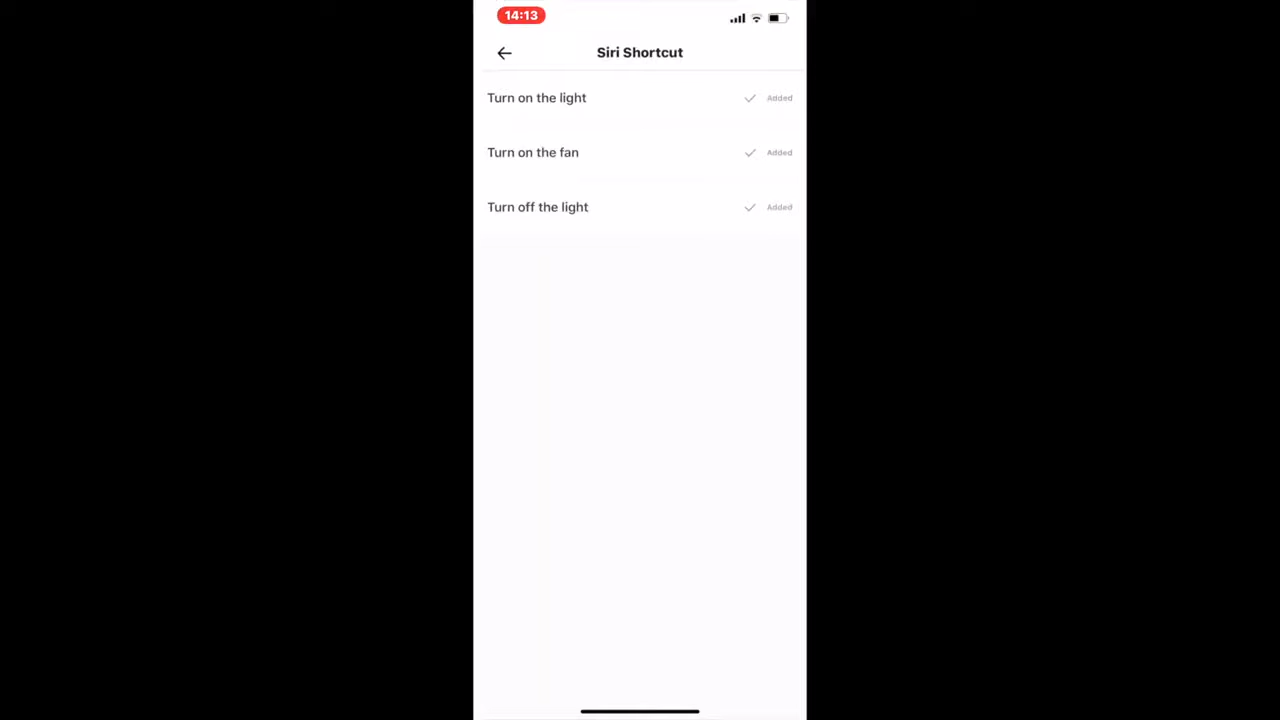 14:13
Siri Shortcut
Turn on the light Added
Turn on the fan Added
Turn off the light Added